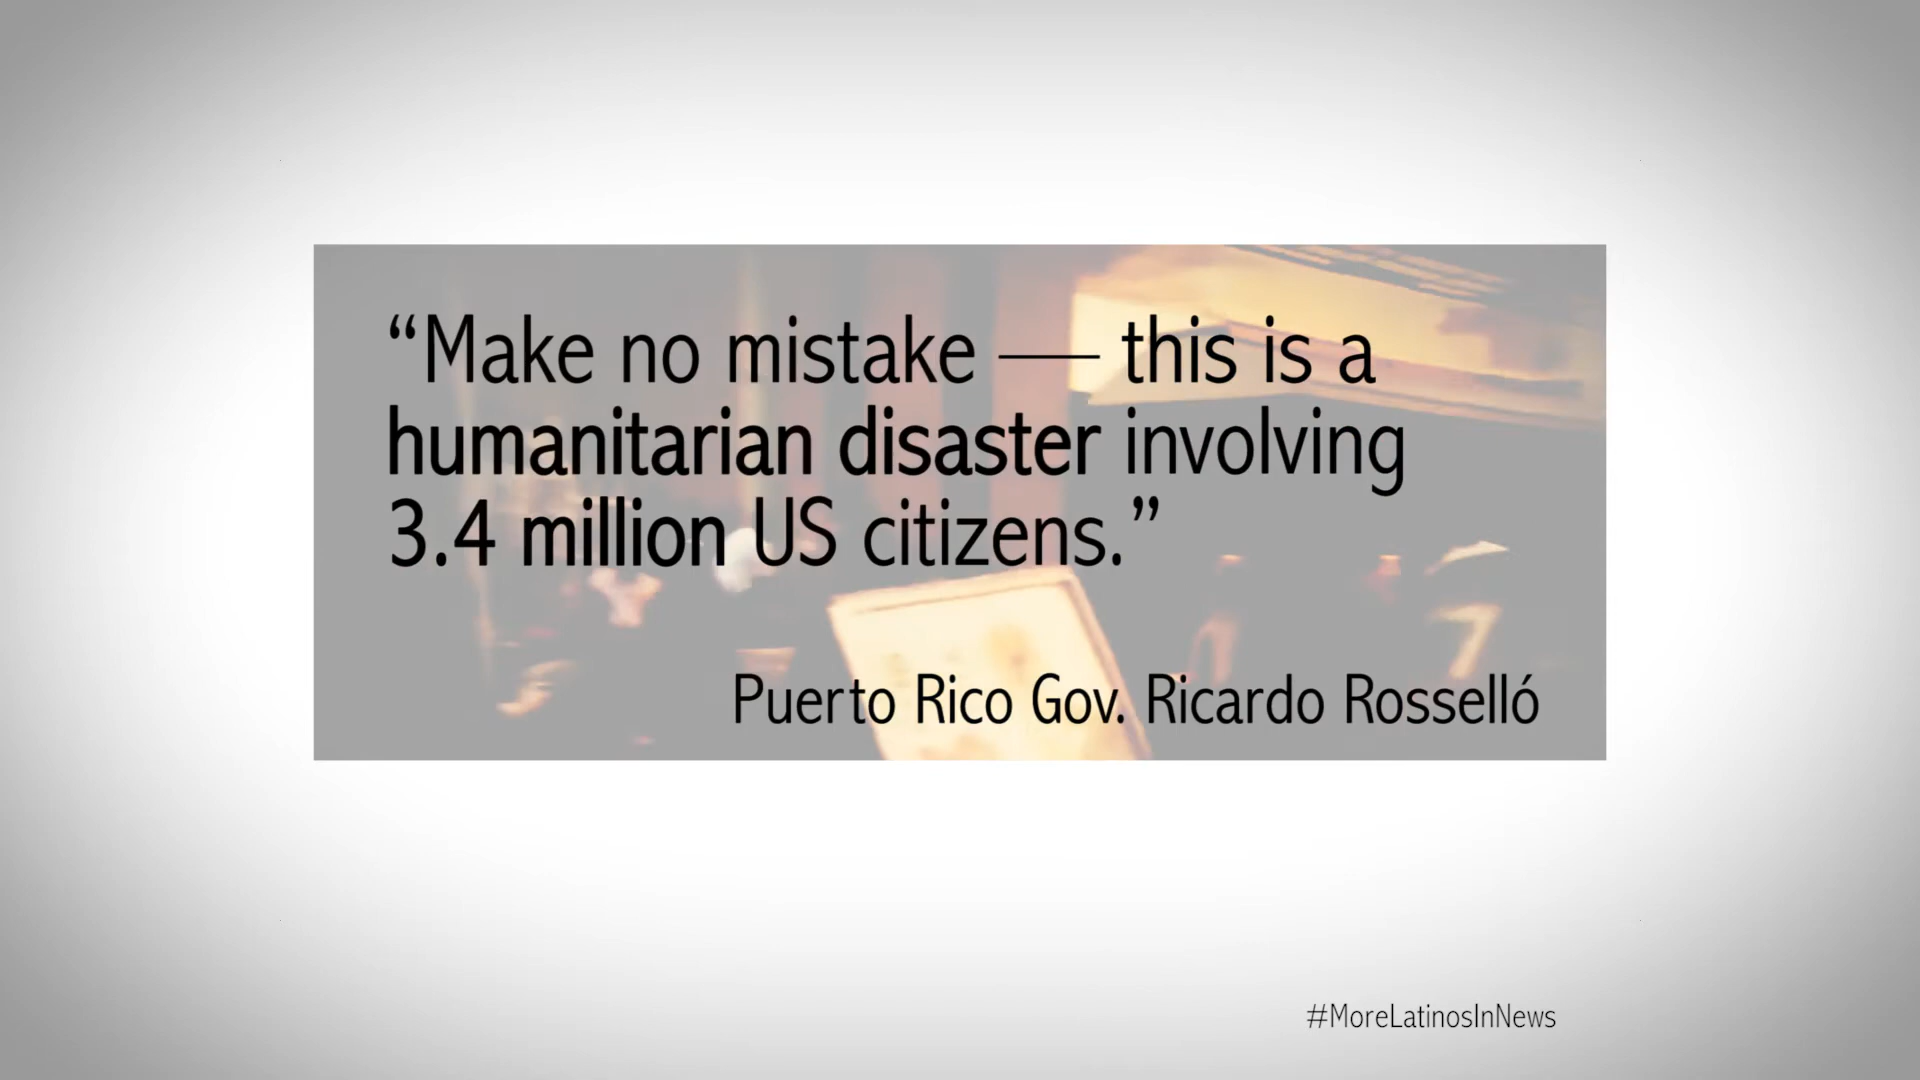 “Make no mistake — this is a
humanitarian disaster involving
3.4 million US citizens.”
Puerto Rico Gov. Ricardo Rosselló
#MoreLatinosInNews